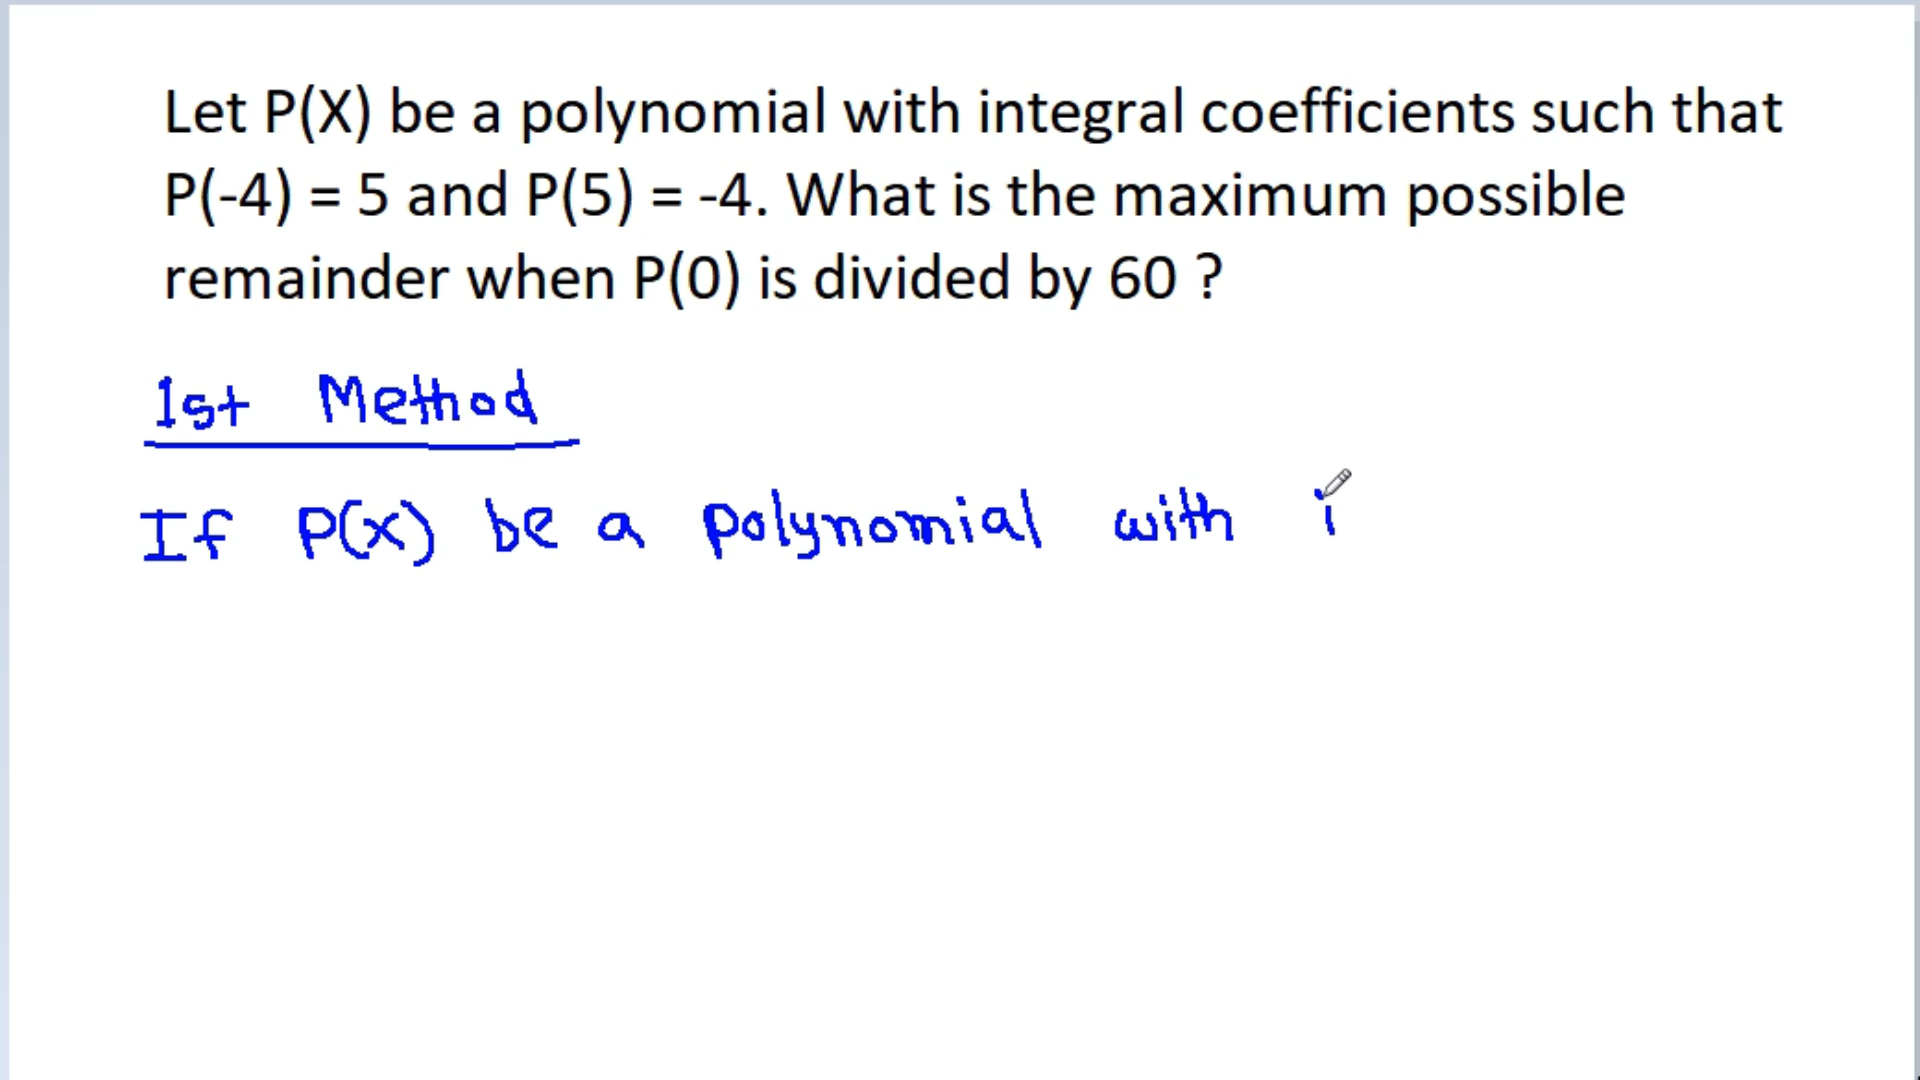 Let P(X) be a polynomial with integral coefficients such that
P(-4) = 5 and P(5) = -4. What is the maximum possible
remainder when P(0) is divided by 60 ?
1st Method
If P(x) be a polynomial with i